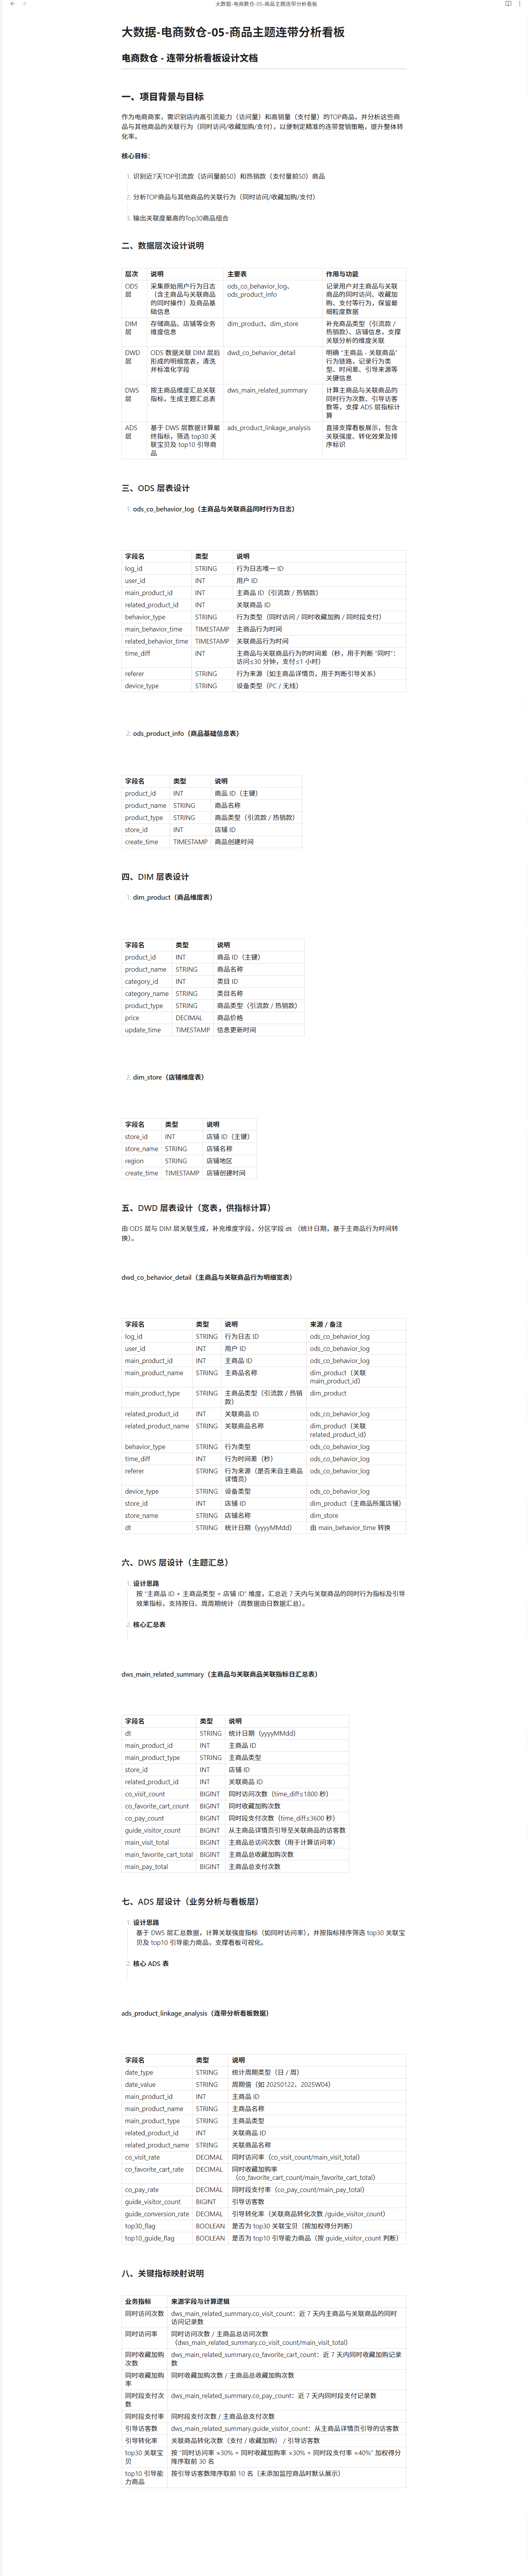 大数据-电商数仓-05-商品主题连带分析看板
大数据-电商数仓-05-商品主题连带分析看板
电商数仓 - 连带分析看板设计文档
一、项目背景与目标
作为电商商家，需识别店内高引流能力（访问量）和高销量（支付量）的TOP商品，并分析这些商
品与其他商品的关联行为（同时访问/收藏加购/支付），以便制定精准的连带营销策略，提升整体转
化率。
核心目标：
1. 识别近7天TOP引流款（访问量前50）和热销款（支付量前50）商品
2. 分析TOP商品与其他商品的关联行为（同时访问/收藏加购/支付）
3. 输出关联度最高的Top30商品组合
二、数据层次设计说明
层次 说明 主要表 作用与功能
ODS 采集原始用户行为日志 ods_co_behavior_log、 记录用户对主商品与关联
层 （含主商品与关联商品 ods_product_info 商品的同时访问、收藏加
的同时操作）及商品基 购、支付等行为，保留最
础信息 细粒度数据
DIM 存储商品、店铺等业务 dim_product、dim_store 补充商品类型（引流款 /
层 维度信息 热销款）、店铺信息，支撑
关联分析的维度关联
DWD ODS 数据关联 DIM 层后 dwd_co_behavior_detail 明确 “主商品 - 关联商品”
层 形成的明细宽表，清洗 行为链路，记录行为类
并标准化字段 型、时间差、引导来源等
关键信息
DWS 按主商品维度汇总关联 dws_main_related_summary 计算主商品与关联商品的
层 指标，生成主题汇总表 同时行为次数、引导访客
数等，支撑 ADS 层指标计
算
ADS 基于 DWS 层数据计算最 ads_product_linkage_analysis 直接支撑看板展示，包含
层 终指标，筛选 top30 关 关联强度、转化效果及排
联宝贝及 top10 引导商 序标识
品
三、ODS 层表设计
1. ods_co_behavior_log（主商品与关联商品同时行为日志）
字段名 类型 说明
log_id STRING 行为日志唯一 ID
user_id INT 用户 ID
main_product_id INT 主商品 ID（引流款 / 热销款）
related_product_id INT 关联商品 ID
behavior_type STRING 行为类型（同时访问 / 同时收藏加购 / 同时段支付）
main_behavior_time TIMESTAMP 主商品行为时间
related_behavior_time TIMESTAMP 关联商品行为时间
time_diff INT 主商品与关联商品行为的时间差（秒，用于判断 “同时”：
访问≤30 分钟，支付≤1 小时）
referer STRING 行为来源（如主商品详情页，用于判断引导关系）
device_type STRING 设备类型（PC / 无线）
2. ods_product_info（商品基础信息表）
字段名 类型 说明
product_id INT 商品 ID（主键）
product_name STRING 商品名称
product_type STRING 商品类型（引流款 / 热销款）
store_id INT 店铺 ID
create_time TIMESTAMP 商品创建时间
四、DIM 层表设计
1. dim_product（商品维度表）
字段名 类型 说明
product_id INT 商品 ID（主键）
product_name STRING 商品名称
category_id INT 类目 ID
category_name STRING 类目名称
product_type STRING 商品类型（引流款 / 热销款）
price DECIMAL 商品价格
update_time TIMESTAMP 信息更新时间
2. dim_store（店铺维度表）
字段名 类型 说明
store_id INT 店铺 ID（主键）
store_name STRING 店铺名称
region STRING 店铺地区
create_time TIMESTAMP 店铺创建时间
五、DWD 层表设计（宽表，供指标计算）
由 ODS 层与 DIM 层关联生成，补充维度字段，分区字段 dt （统计日期，基于主商品行为时间转
换）。
dwd_co_behavior_detail（主商品与关联商品行为明细宽表）
字段名 类型 说明 来源 / 备注
log_id STRING 行为日志 ID ods_co_behavior_log
user_id INT 用户 ID ods_co_behavior_log
main_product_id INT 主商品 ID ods_co_behavior_log
main_product_name STRING 主商品名称 dim_product（关联
main_product_id）
main_product_type STRING 主商品类型（引流款 / 热销 dim_product
款）
related_product_id INT 关联商品 ID ods_co_behavior_log
related_product_name STRING 关联商品名称 dim_product（关联
related_product_id）
behavior_type STRING 行为类型 ods_co_behavior_log
time_diff INT 行为时间差（秒） ods_co_behavior_log
referer STRING 行为来源（是否来自主商品 ods_co_behavior_log
详情页）
device_type STRING 设备类型 ods_co_behavior_log
store_id INT 店铺 ID dim_product（主商品所属店铺）
store_name STRING 店铺名称 dim_store
dt STRING 统计日期（yyyyMMdd） 由 main_behavior_time 转换
六、DWS 层设计（主题汇总）
1. 设计思路
按 “主商品 ID + 主商品类型 + 店铺 ID” 维度，汇总近 7 天内与关联商品的同时行为指标及引导
效果指标，支持按日、周周期统计（周数据由日数据汇总）。
2. 核心汇总表
dws_main_related_summary（主商品与关联商品关联指标日汇总表）
字段名 类型 说明
dt STRING 统计日期（yyyyMMdd）
main_product_id INT 主商品 ID
main_product_type STRING 主商品类型
store_id INT 店铺 ID
related_product_id INT 关联商品 ID
co_visit_count BIGINT 同时访问次数（time_diff≤1800 秒）
co_favorite_cart_count BIGINT 同时收藏加购次数
co_pay_count BIGINT 同时段支付次数（time_diff≤3600 秒）
guide_visitor_count BIGINT 从主商品详情页引导至关联商品的访客数
main_visit_total BIGINT 主商品总访问次数（用于计算访问率）
main_favorite_cart_total BIGINT 主商品总收藏加购次数
main_pay_total BIGINT 主商品总支付次数
七、ADS 层设计（业务分析与看板层）
1. 设计思路
基于 DWS 层汇总数据，计算关联强度指标（如同时访问率），并按指标排序筛选 top30 关联宝
贝及 top10 引导能力商品，支撑看板可视化。
2. 核心 ADS 表
ads_product_linkage_analysis（连带分析看板数据）
字段名 类型 说明
date_type STRING 统计周期类型（日 / 周）
date_value STRING 周期值（如 20250122、2025W04）
main_product_id INT 主商品 ID
main_product_name STRING 主商品名称
main_product_type STRING 主商品类型
related_product_id INT 关联商品 ID
related_product_name STRING 关联商品名称
co_visit_rate DECIMAL 同时访问率（co_visit_count/main_visit_total）
co_favorite_cart_rate DECIMAL 同时收藏加购率
（co_favorite_cart_count/main_favorite_cart_total）
co_pay_rate DECIMAL 同时段支付率（co_pay_count/main_pay_total）
guide_visitor_count BIGINT 引导访客数
guide_conversion_rate DECIMAL 引导转化率（关联商品转化次数 /guide_visitor_count）
top30_flag BOOLEAN 是否为 top30 关联宝贝（按加权得分判断）
top10_guide_flag BOOLEAN 是否为 top10 引导能力商品（按 guide_visitor_count 判断）
八、关键指标映射说明
业务指标 来源字段与计算逻辑
同时访问次数 dws_main_related_summary.co_visit_count：近 7 天内主商品与关联商品的同时
访问记录数
同时访问率 同时访问次数 / 主商品总访问次数
（dws_main_related_summary.co_visit_count/main_visit_total）
同时收藏加购 dws_main_related_summary.co_favorite_cart_count：近 7 天内同时收藏加购记录
次数 数
同时收藏加购 同时收藏加购次数 / 主商品总收藏加购次数
率
同时段支付次 dws_main_related_summary.co_pay_count：近 7 天内同时段支付记录数
数
同时段支付率 同时段支付次数 / 主商品总支付次数
引导访客数 dws_main_related_summary.guide_visitor_count：从主商品详情页引导的访客数
引导转化率 关联商品转化次数（支付 / 收藏加购） / 引导访客数
top30 关联宝 按 “同时访问率 ×30% + 同时收藏加购率 ×30% + 同时段支付率 ×40%” 加权得分
贝 降序取前 30 名
top10 引导能 按引导访客数降序取前 10 名（未添加监控商品时默认展示）
力商品